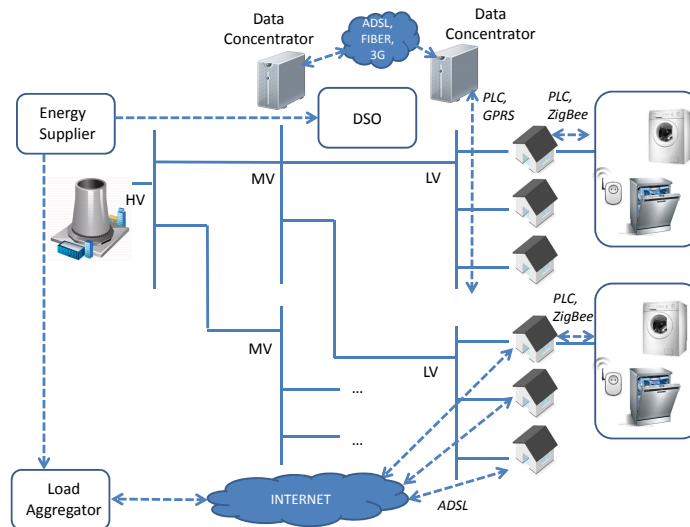 Data
Concentrator
ADSL,
FIBER,
3G
Data
Concentrator
Energy
Supplier
DSO
PLC,
GPRS
PLC,
ZigBee
HV
MV
LV
PLC,
ZigBee
MV
LV
...
...
Load
Aggregator
INTERNET
ADSL